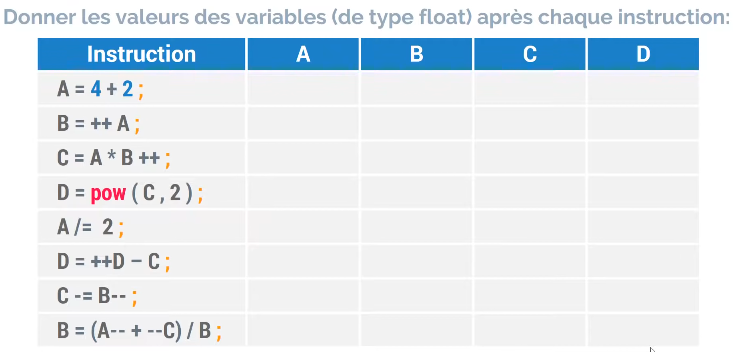 Donner les valeurs des variables (de type float) après chaque instruction:
Instruction A B C D
A = 4 + 2 ;
B = ++ A ;
C = A * B ++ ;
D = pow ( C , 2 ) ;
A /= 2 ;
D = ++D – C ;
C -= B-- ;
B = (A-- + --C) / B ;